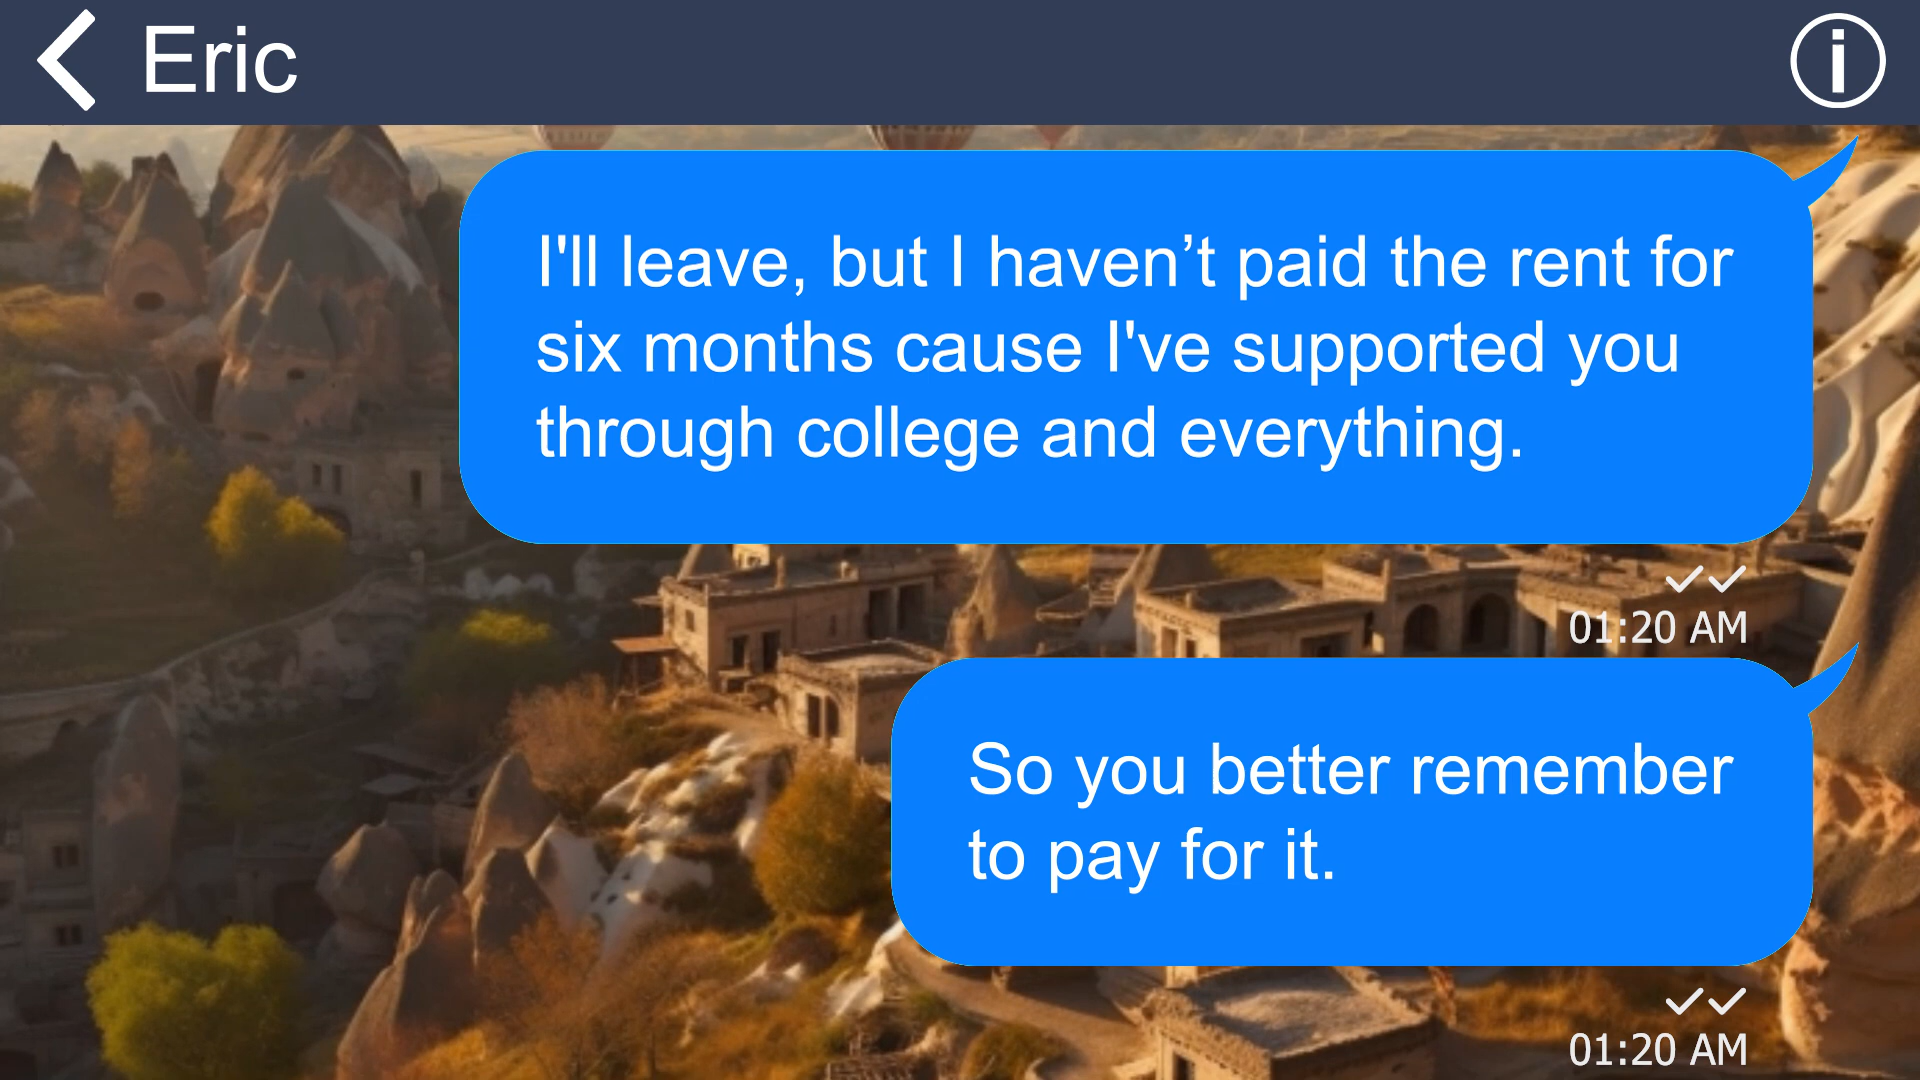 Eric
I'll leave, but I haven’t paid the rent for
six months cause I've supported you
through college and everything.
01:20 AM
So you better remember
to pay for it.
01:20 AM